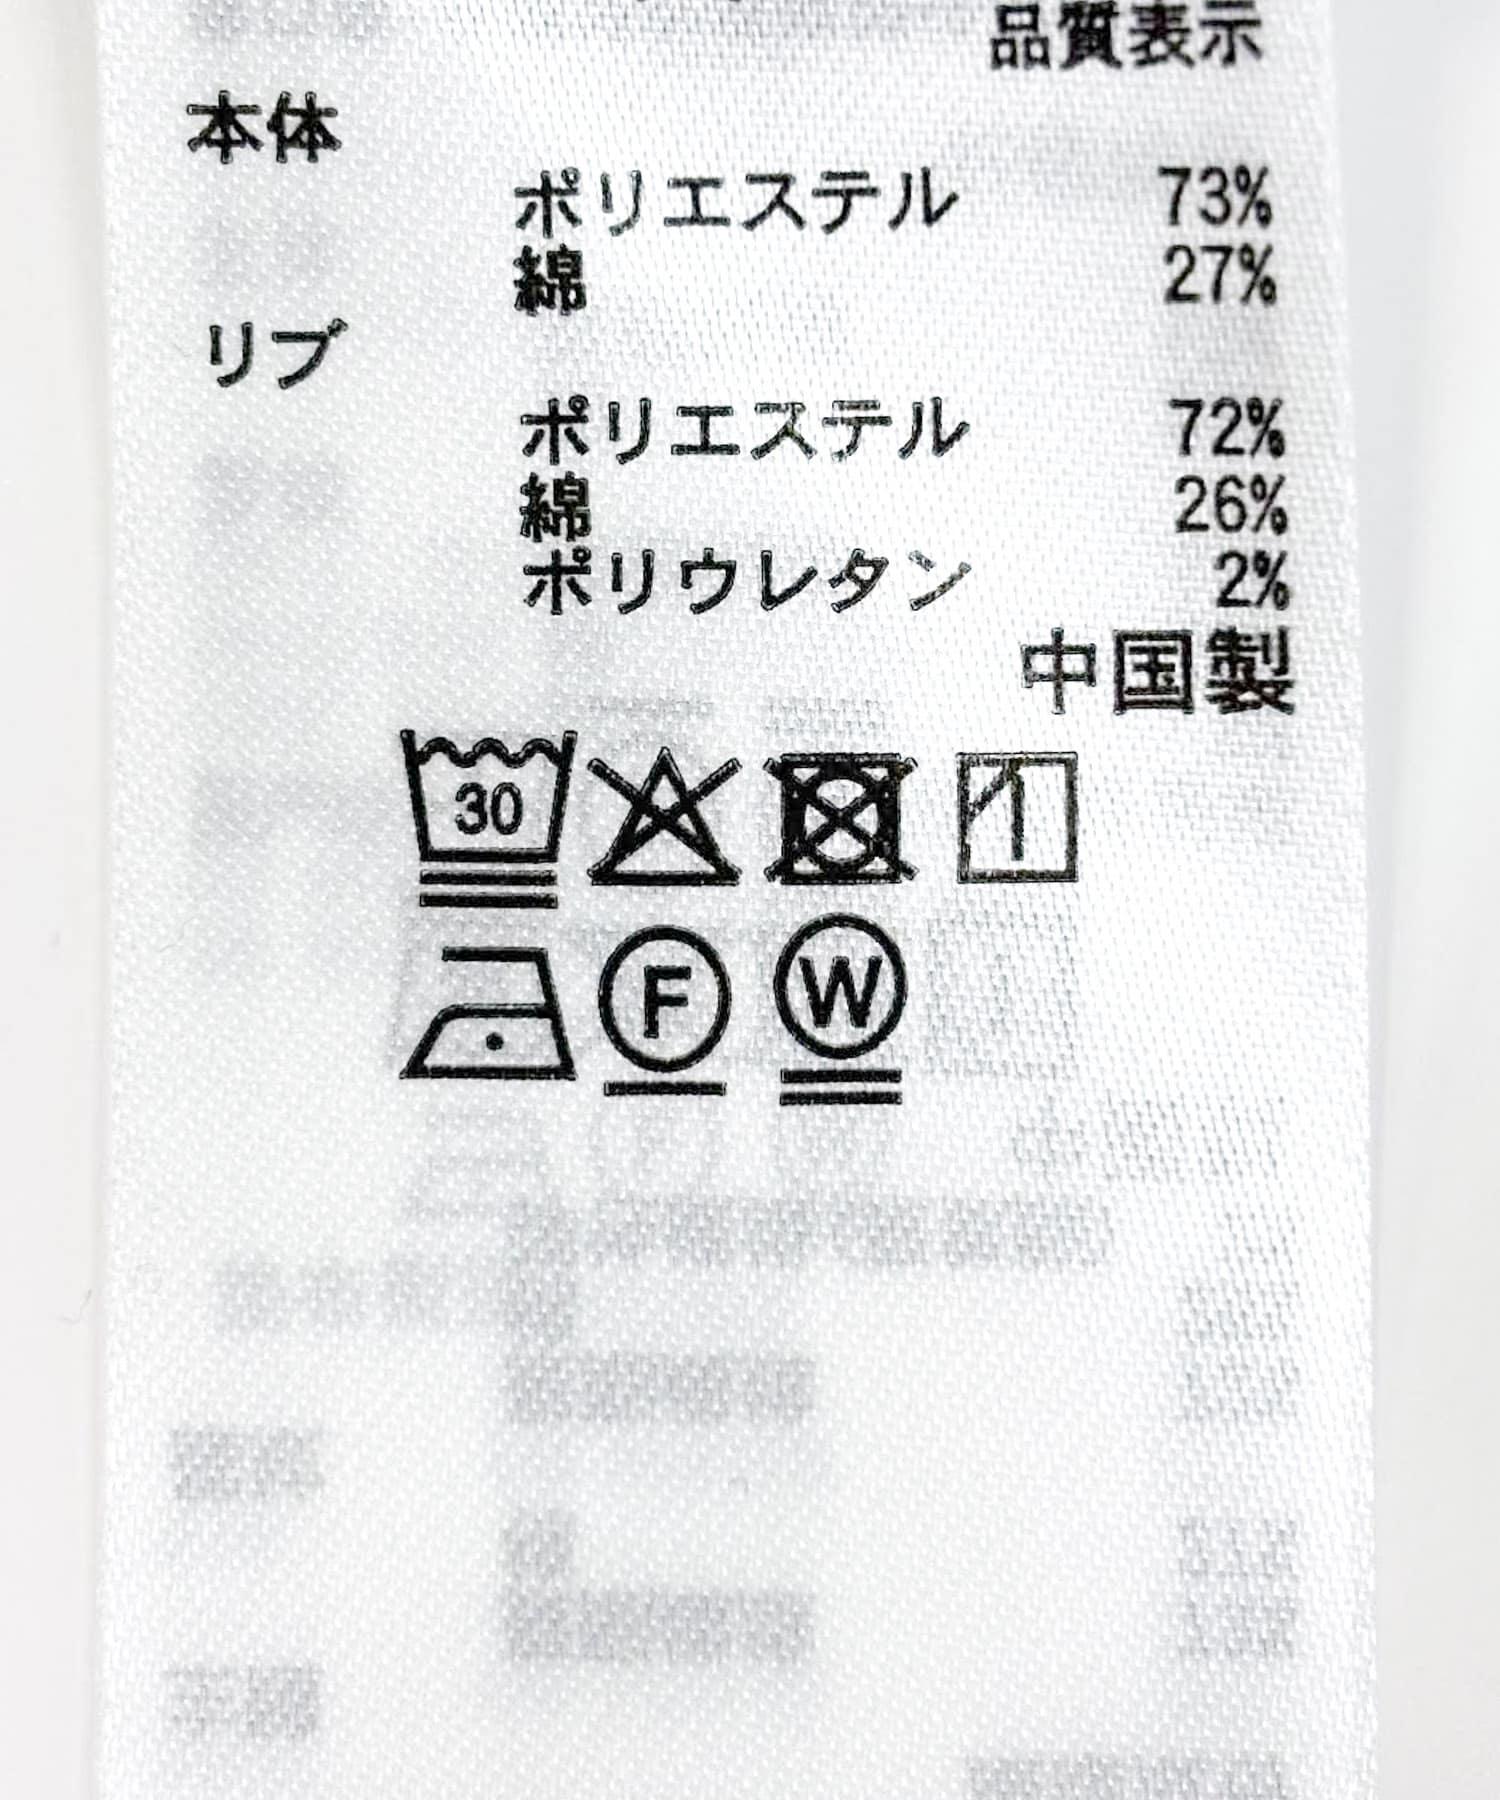 品質表示
本体
ポリエステル 73%
綿 27%
リブ
ポリエステル 72%
綿 26%
ポリウレタン 2%
中国製
30
F W